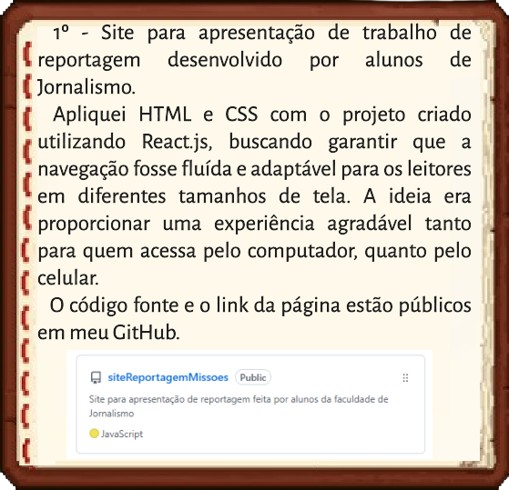 1º - Site para apresentação de trabalho de
reportagem desenvolvido por alunos de
Jornalismo.
Apliquei HTML e CSS com o projeto criado
utilizando React.js, buscando garantir que a
navegação fosse fluída e adaptável para os leitores
em diferentes tamanhos de tela. A ideia era
proporcionar uma experiência agradável tanto
para quem acessa pelo computador, quanto pelo
celular.
O código fonte e o link da página estão públicos
em meu GitHub.
siteReportagemMissoes Public
Site para apresentação de reportagem feita por alunos da faculdade de
Jornalismo
JavaScript